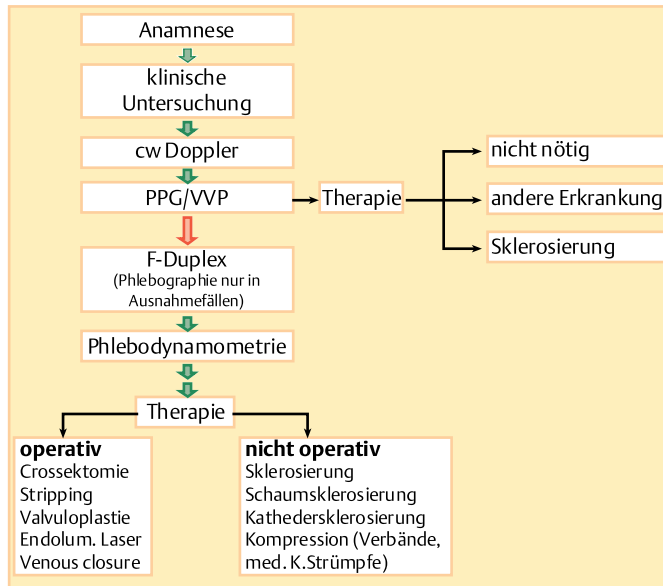 Anamnese
klinische
Untersuchung
cw Doppler
PPG/VVP
Therapie
nicht nötig
andere Erkrankung
Sklerosierung
F-Duplex
(Phlebographie nur in
Ausnahmefällen)
Phlebodynamometrie
Therapie
operativ
Crossektomie
Stripping
Valvuloplastie
Endolum. Laser
Venous closure
nicht operativ
Sklerosierung
Schaumsklerosierung
Kathedersklerosierung
Kompression (Verbände,
med. K.Strümpfe)